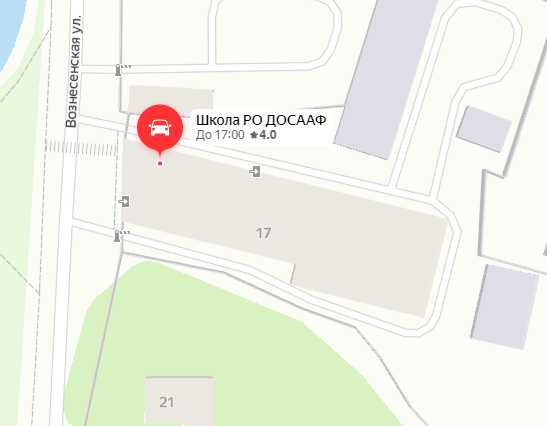 Вознесенская ул.
Школа РО ДОСААФ
До 17:00 ★4.0
17
21